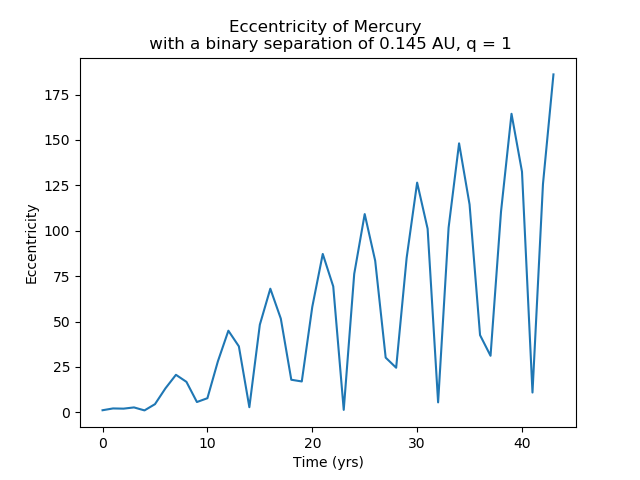 Eccentricity of Mercury
with a binary separation of 0.145 AU, q = 1
175
150
125
100
75
50
25
0
Eccentricity
0 10 20 30 40
Time (yrs)